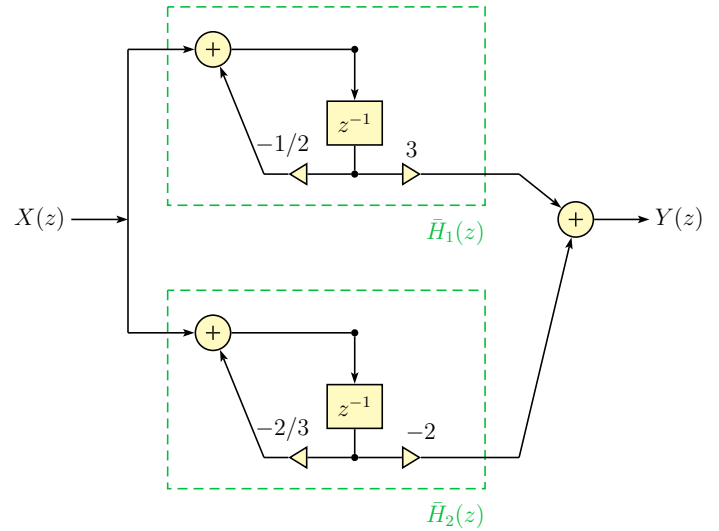 +
z⁻¹
−1/2
3
H̄₁(z)
X(z)
+
Y(z)
+
z⁻¹
−2/3
−2
H̄₂(z)